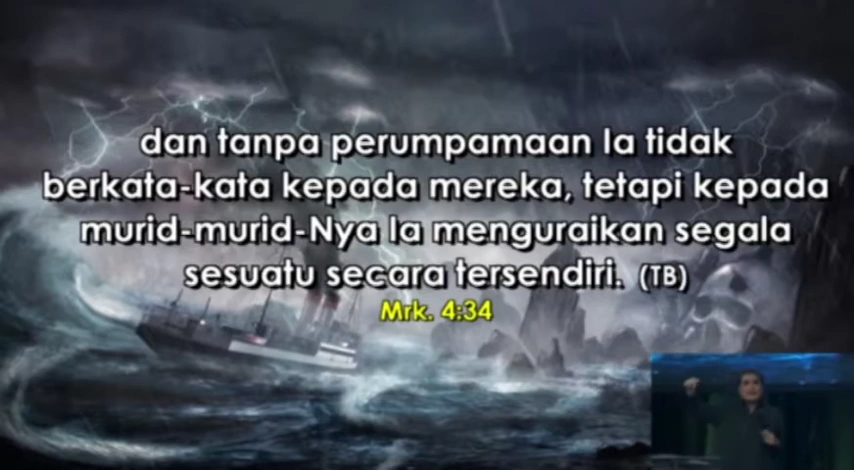 dan tanpa perumpamaan Ia tidak
berkata-kata kepada mereka, tetapi kepada
murid-murid-Nya Ia menguraikan segala
sesuatu secara tersendiri. (TB)
Mrk. 4:34